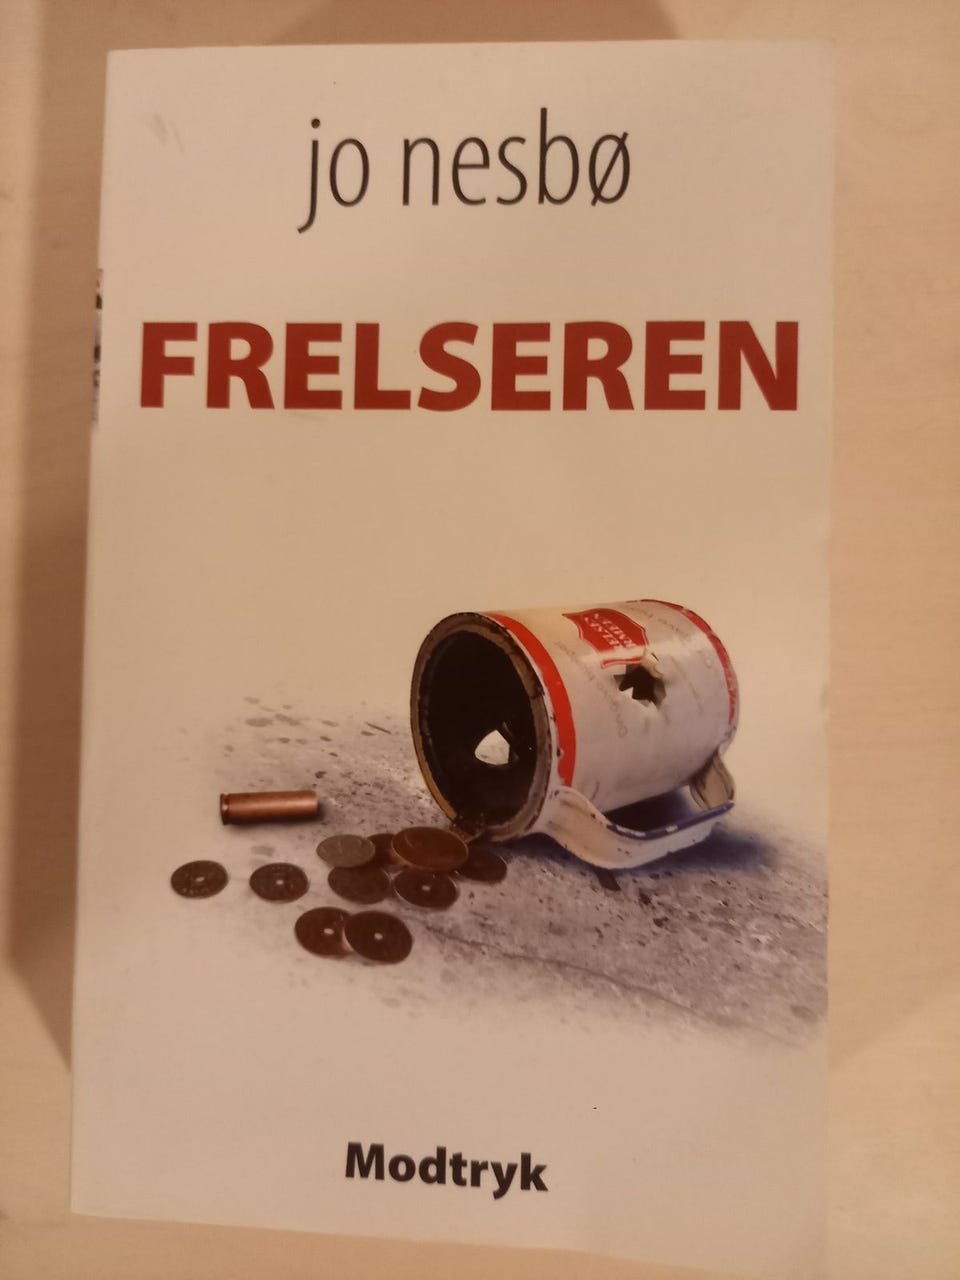 jo nesbø
FRELSEREN
Modtryk